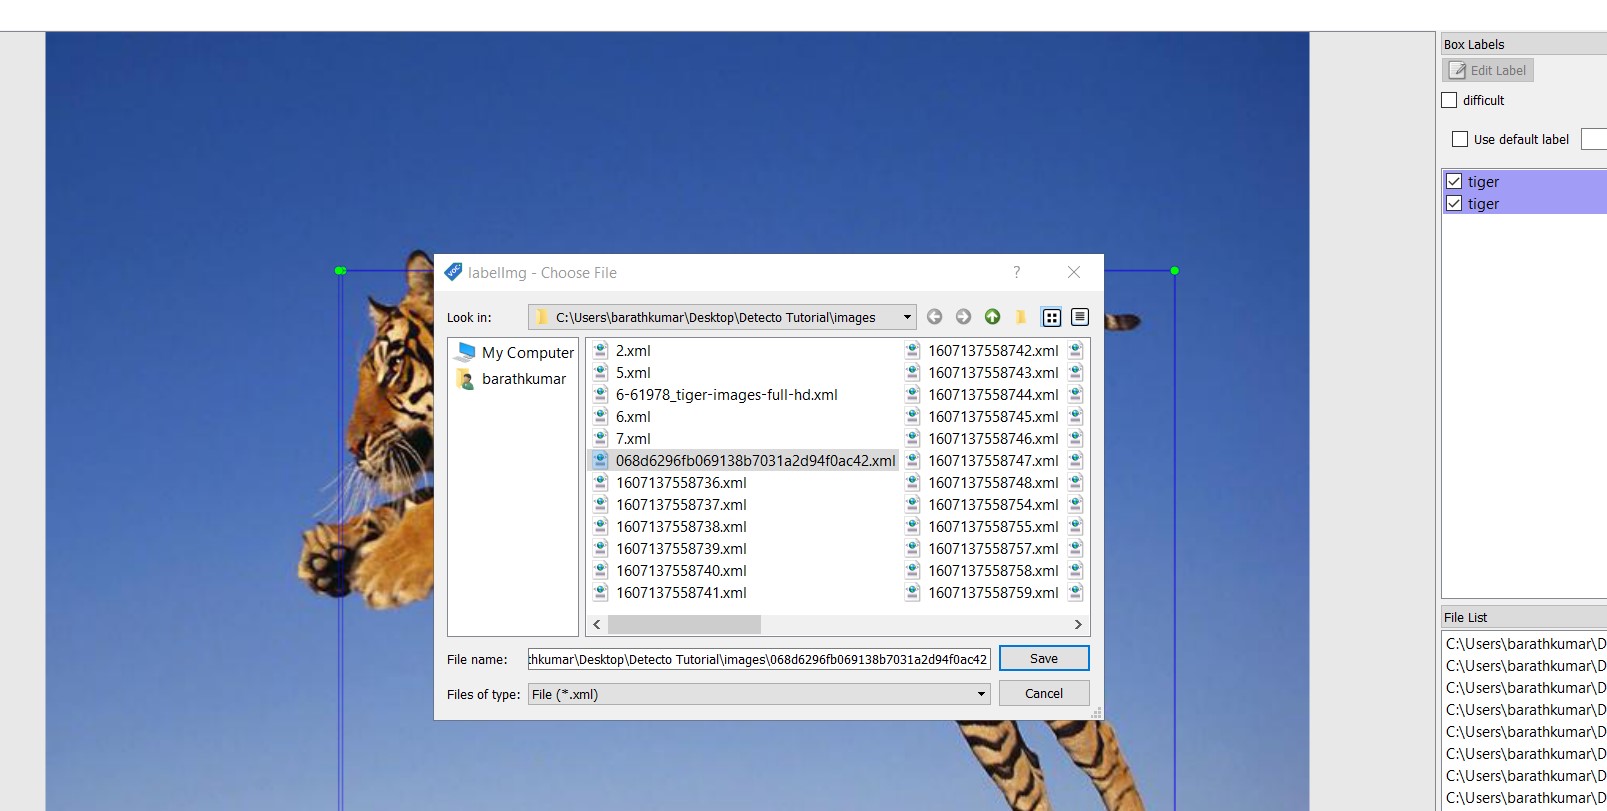 Box Labels
Edit Label
difficult
Use default label
tiger
tiger
labelImg - Choose File
Look in:
C:\Users\barathkumar\Desktop\Detecto Tutorial\images
My Computer
barathkumar
2.xml
5.xml
6-61978_tiger-images-full-hd.xml
6.xml
7.xml
068d6296fb069138b7031a2d94f0ac42.xml
1607137558736.xml
1607137558737.xml
1607137558738.xml
1607137558739.xml
1607137558740.xml
1607137558741.xml
1607137558742.xml
1607137558743.xml
1607137558744.xml
1607137558745.xml
1607137558746.xml
1607137558747.xml
1607137558748.xml
1607137558754.xml
1607137558755.xml
1607137558757.xml
1607137558758.xml
1607137558759.xml
File name:
hkumar\Desktop\Detecto Tutorial\images\068d6296fb069138b7031a2d94f0ac42
Save
Files of type:
File (*.xml)
Cancel
File List
C:\Users\barathkumar\D
C:\Users\barathkumar\D
C:\Users\barathkumar\D
C:\Users\barathkumar\D
C:\Users\barathkumar\D
C:\Users\barathkumar\D
C:\Users\barathkumar\D
C:\Users\barathkumar\D